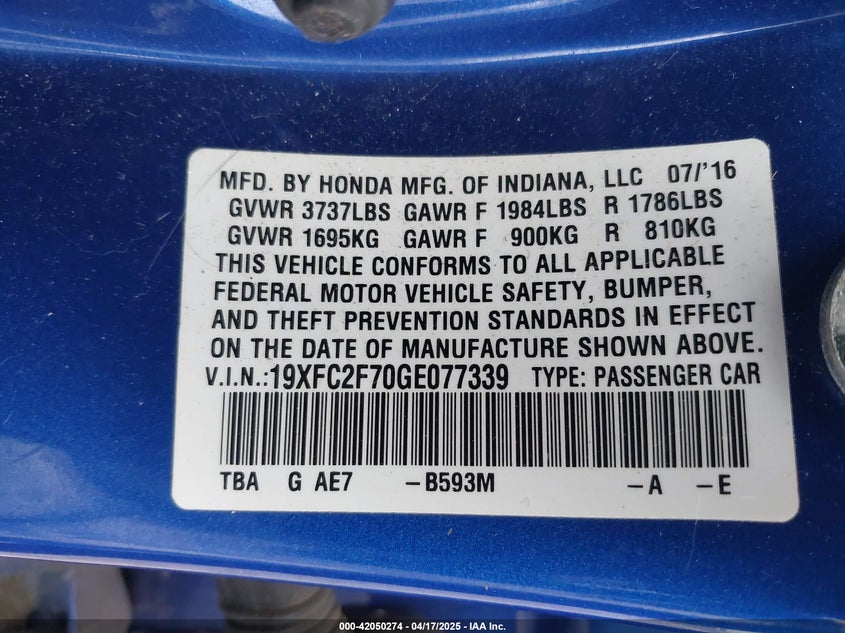 MFD. BY HONDA MFG. OF INDIANA, LLC 07/'16
GVWR 3737LBS GAWR F 1984LBS R 1786LBS
GVWR 1695KG GAWR F 900KG R 810KG
THIS VEHICLE CONFORMS TO ALL APPLICABLE
FEDERAL MOTOR VEHICLE SAFETY, BUMPER,
AND THEFT PREVENTION STANDARDS IN EFFECT
ON THE DATE OF MANUFACTURE SHOWN ABOVE.
V.I.N.:19XFC2F70GE077339 TYPE: PASSENGER CAR
TBA G AE7 -B593M -A -E
000-42050274 - 04/17/2025 - IAA Inc.